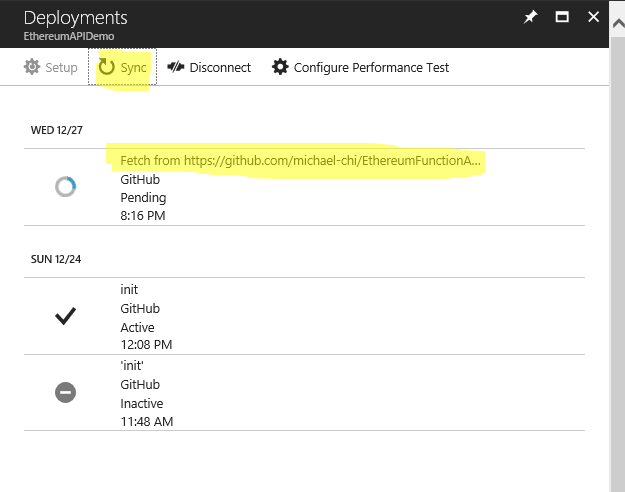 Deployments
EthereumAPIDemo
Setup Sync Disconnect Configure Performance Test
WED 12/27
Fetch from https://github.com/michael-chi/EthereumFunctionA...
GitHub
Pending
8:16 PM
SUN 12/24
init
GitHub
Active
12:08 PM
'init'
GitHub
Inactive
11:48 AM